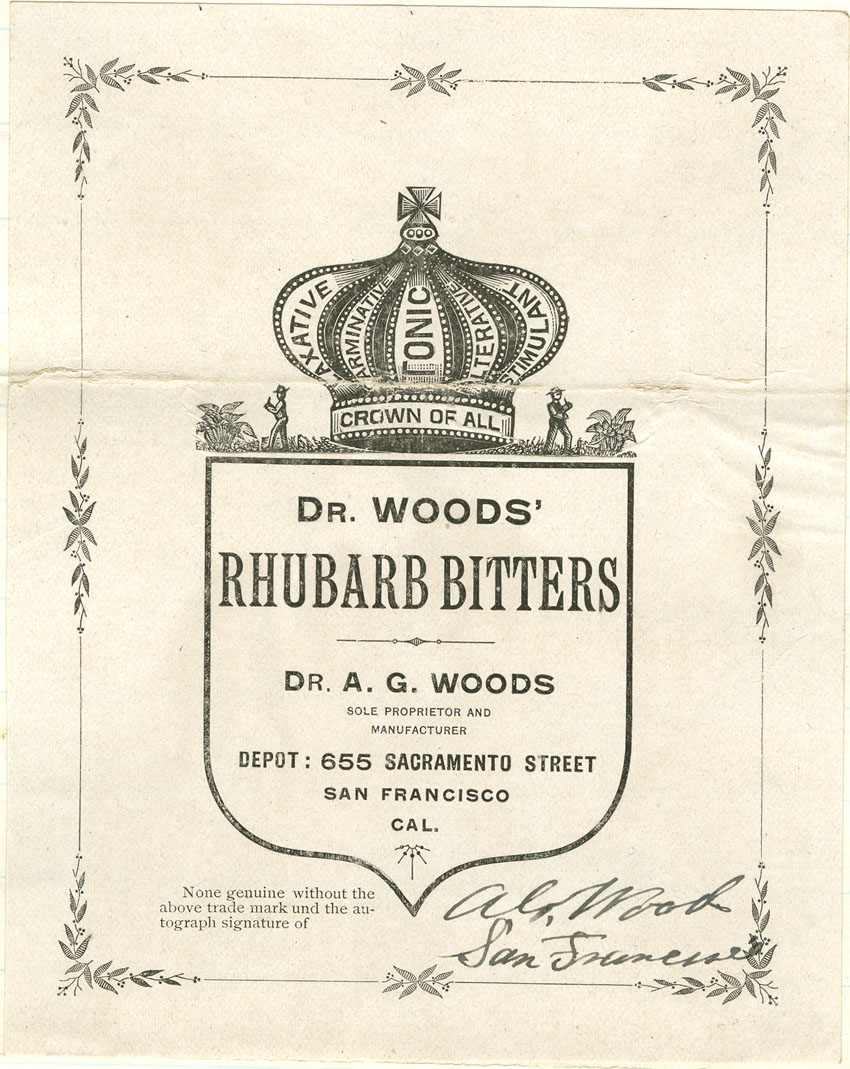 AXATIVE
ARMINATIVE
TONIC
LTERATIVE
STIMULANT
CROWN OF ALL
DR. WOODS'
RHUBARB BITTERS
DR. A. G. WOODS
SOLE PROPRIETOR AND
MANUFACTURER
DEPOT: 655 SACRAMENTO STREET
SAN FRANCISCO
CAL.
None genuine without the
above trade mark und the au-
tograph signature of
A G. Woods
San Francisco